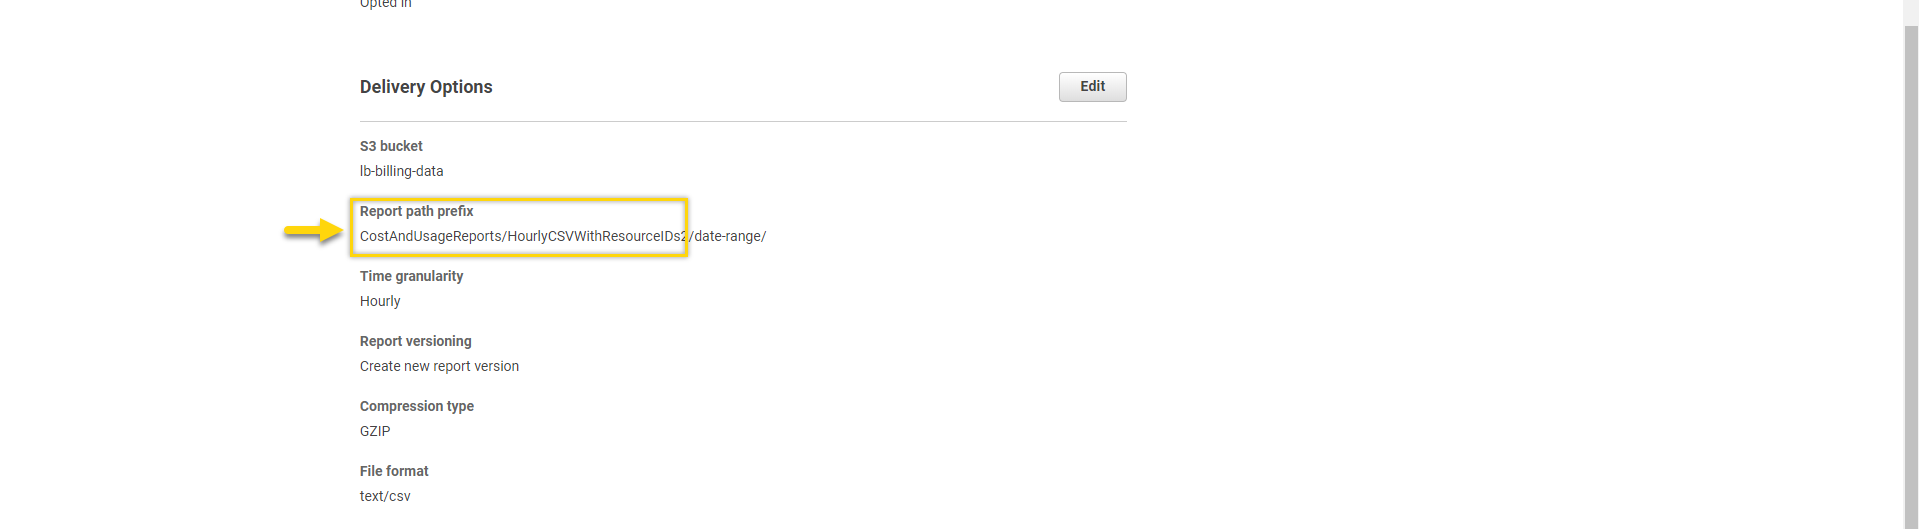 Opted in
Delivery Options
Edit
S3 bucket
lb-billing-data
Report path prefix
CostAndUsageReports/HourlyCSVWithResourceIDs2/date-range/
Time granularity
Hourly
Report versioning
Create new report version
Compression type
GZIP
File format
text/csv